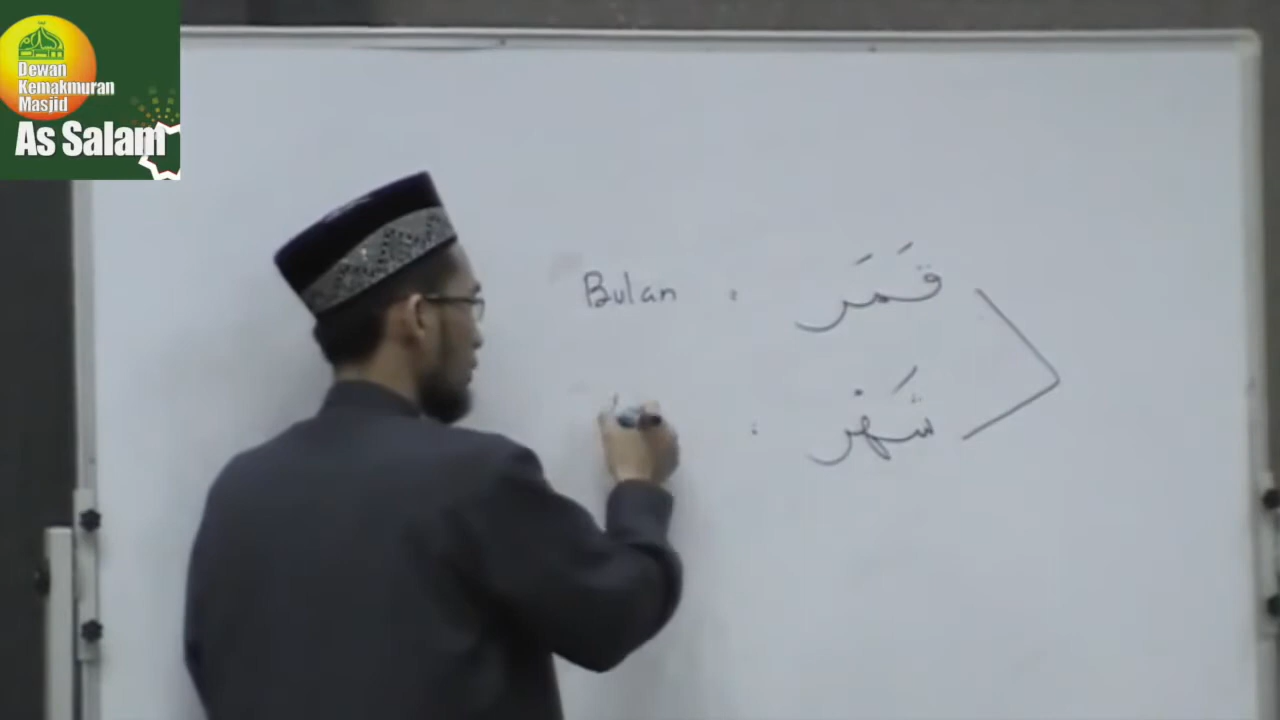 Dewan
Kemakmuran
Masjid
As Salam
Bulan : قَمَر
: شَهْر